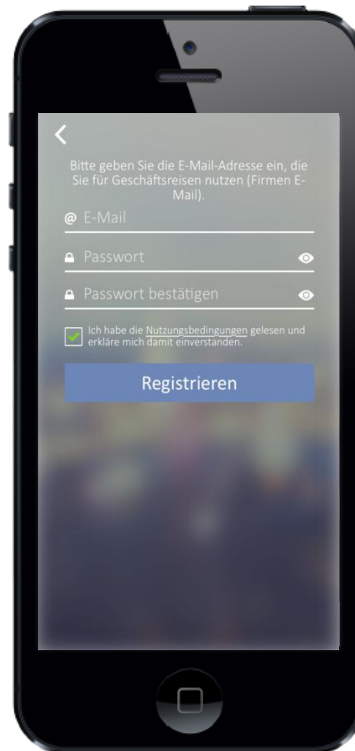 Bitte geben Sie die E-Mail-Adresse ein, die
Sie für Geschäftsreisen nutzen (Firmen E-
Mail).
@ E-Mail
Passwort
Passwort bestätigen
Ich habe die Nutzungsbedingungen gelesen und
erkläre mich damit einverstanden.
Registrieren